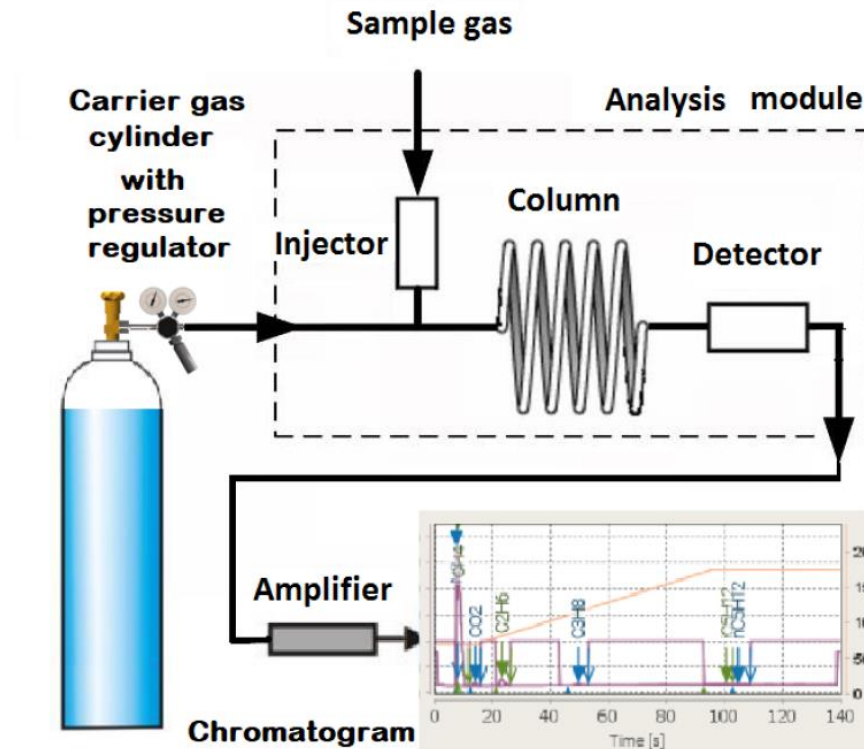 Sample gas
Carrier gas
cylinder
with
pressure
regulator
Analysis module
Injector
Column
Detector
Amplifier
Chromatogram
CO2
C2H6
C3H8
nC5H12
0 20 40 60 80 100 120 140
Time [s]